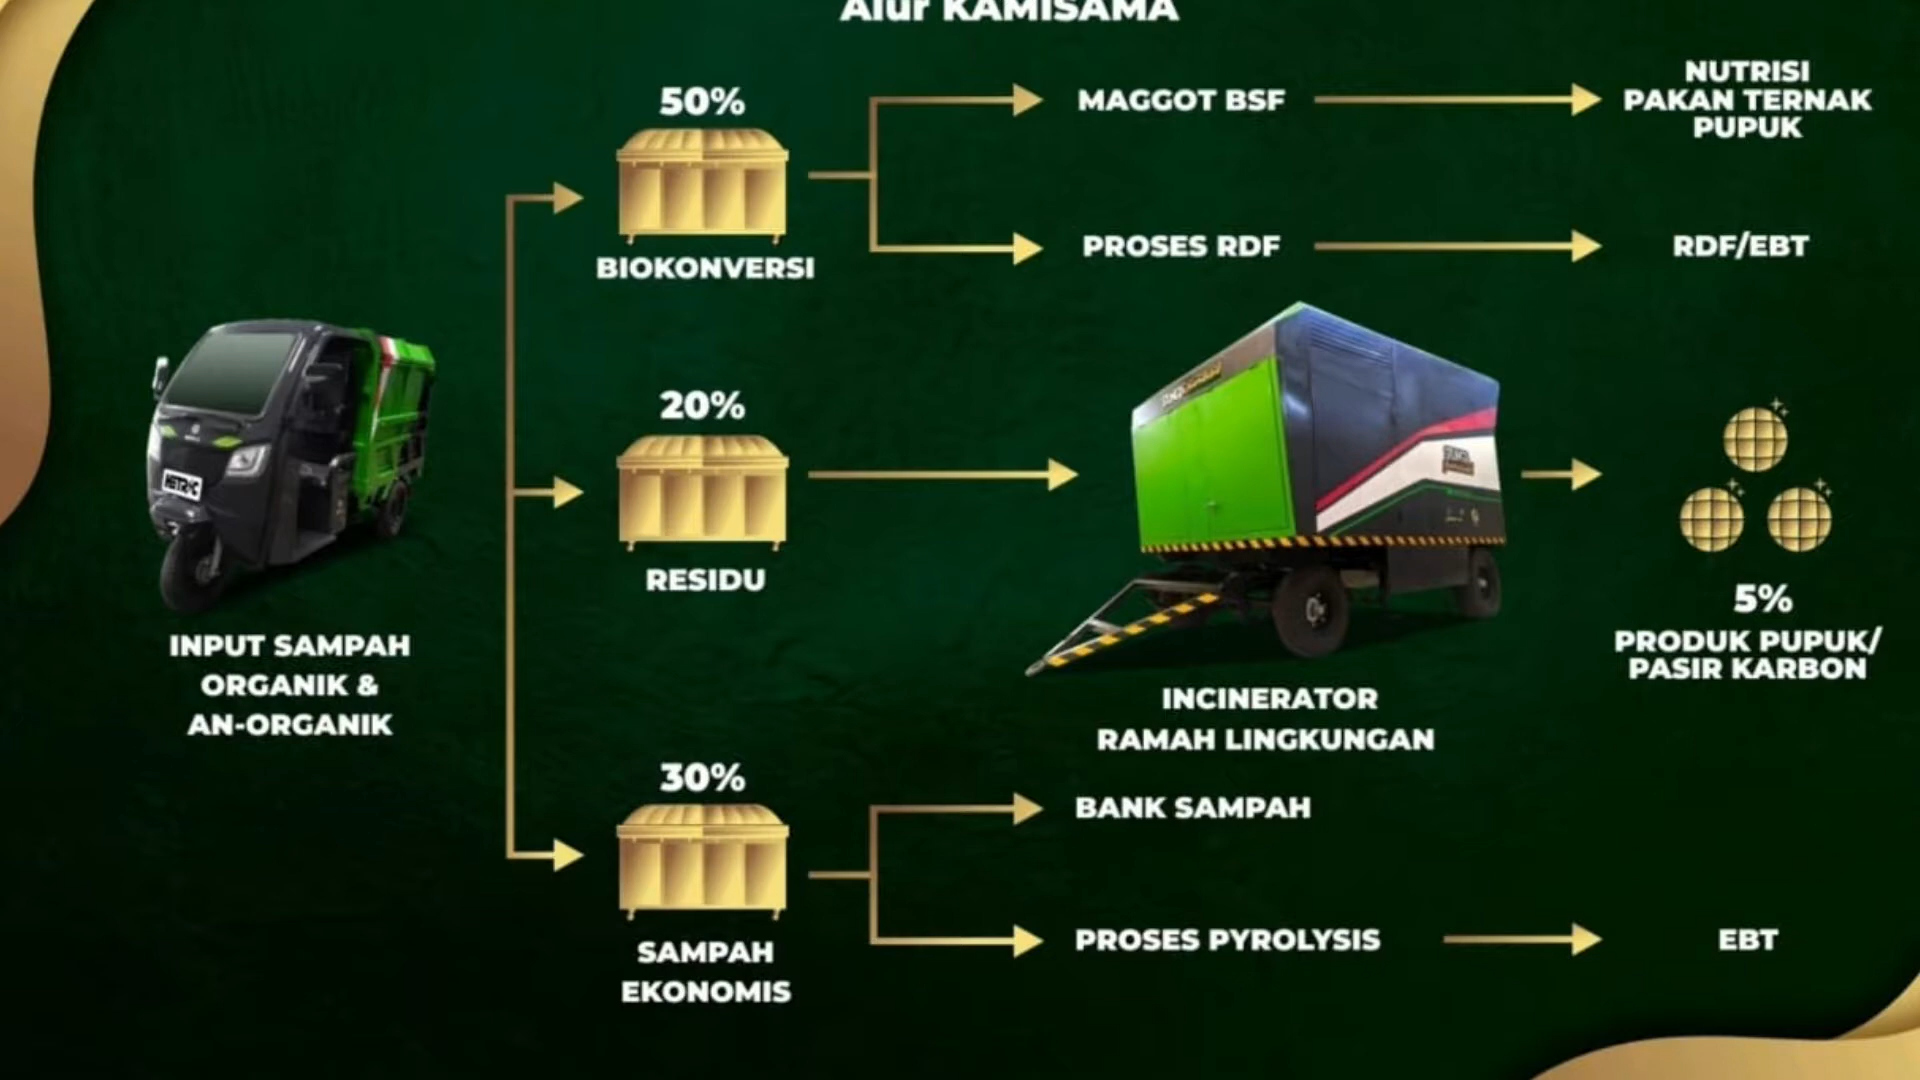 Alur KAMISAMA
50%
BIOKONVERSI
MAGGOT BSF
NUTRISI
PAKAN TERNAK
PUPUK
PROSES RDF
RDF/EBT
INPUT SAMPAH
ORGANIK &
AN-ORGANIK
20%
RESIDU
INCINERATOR
RAMAH LINGKUNGAN
5%
PRODUK PUPUK/
PASIR KARBON
30%
SAMPAH
EKONOMIS
BANK SAMPAH
PROSES PYROLYSIS
EBT